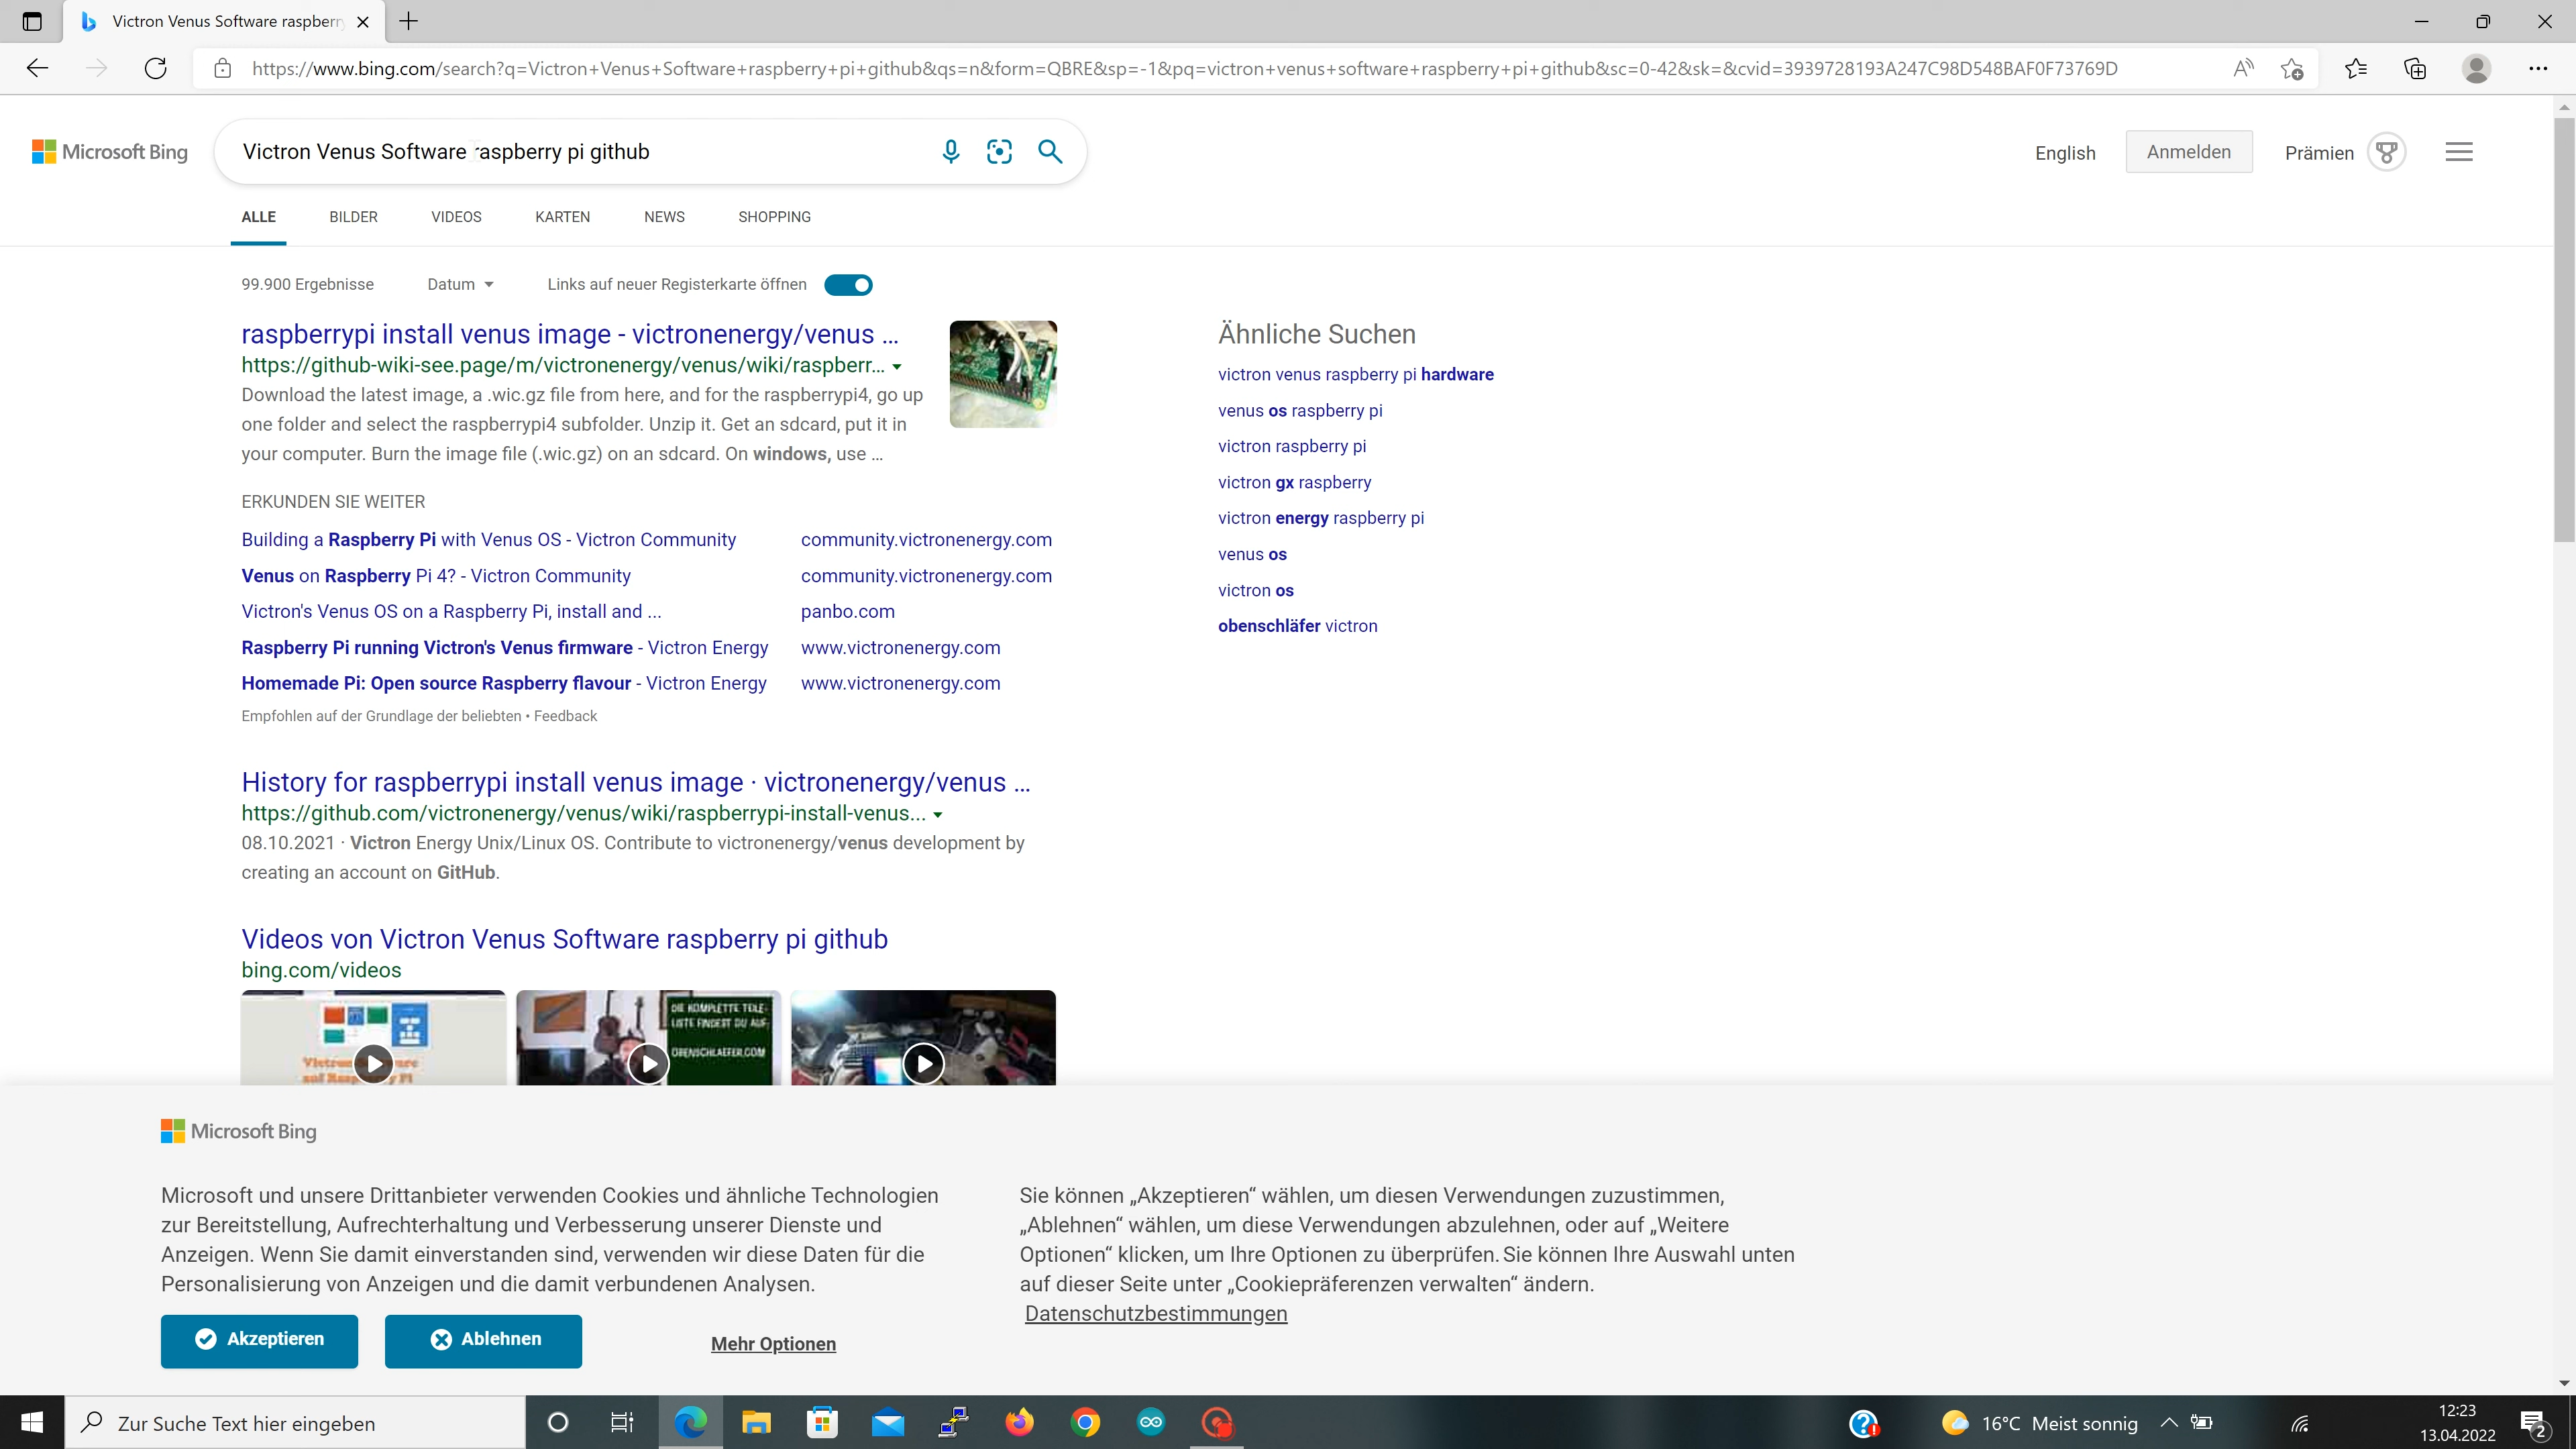 Victron Venus Software raspberr
https://www.bing.com/search?q=Victron+Venus+Software+raspberry+pi+github&qs=n&form=QBRE&sp=-1&pq=victron+venus+software+raspberry+pi+github&sc=0-42&sk=&cvid=3939728193A247C98D548BAF0F73769D
Microsoft Bing
Victron Venus Software raspberry pi github
English
Anmelden
Prämien
ALLE BILDER VIDEOS KARTEN NEWS SHOPPING
99.900 Ergebnisse Datum Links auf neuer Registerkarte öffnen
raspberrypi install venus image - victronenergy/venus ...
https://github-wiki-see.page/m/victronenergy/venus/wiki/raspberr...
Download the latest image, a .wic.gz file from here, and for the raspberrypi4, go up
one folder and select the raspberrypi4 subfolder. Unzip it. Get an sdcard, put it in
your computer. Burn the image file (.wic.gz) on an sdcard. On windows, use ...
ERKUNDEN SIE WEITER
Building a Raspberry Pi with Venus OS - Victron Community community.victronenergy.com
Venus on Raspberry Pi 4? - Victron Community community.victronenergy.com
Victron's Venus OS on a Raspberry Pi, install and ... panbo.com
Raspberry Pi running Victron's Venus firmware - Victron Energy www.victronenergy.com
Homemade Pi: Open source Raspberry flavour - Victron Energy www.victronenergy.com
Empfohlen auf der Grundlage der beliebten • Feedback
History for raspberrypi install venus image · victronenergy/venus ...
https://github.com/victronenergy/venus/wiki/raspberrypi-install-venus...
08.10.2021 · Victron Energy Unix/Linux OS. Contribute to victronenergy/venus development by
creating an account on GitHub.
Videos von Victron Venus Software raspberry pi github
bing.com/videos
DIE KOMPLETTE TEILE-
LISTE FINDEST DU AUF:
OBENSCHLAEFER.COM
auf Raspberry Pi
Ähnliche Suchen
victron venus raspberry pi hardware
venus os raspberry pi
victron raspberry pi
victron gx raspberry
victron energy raspberry pi
venus os
victron os
obenschläfer victron
Microsoft Bing
Microsoft und unsere Drittanbieter verwenden Cookies und ähnliche Technologien
zur Bereitstellung, Aufrechterhaltung und Verbesserung unserer Dienste und
Anzeigen. Wenn Sie damit einverstanden sind, verwenden wir diese Daten für die
Personalisierung von Anzeigen und die damit verbundenen Analysen.
Sie können „Akzeptieren“ wählen, um diesen Verwendungen zuzustimmen,
„Ablehnen“ wählen, um diese Verwendungen abzulehnen, oder auf „Weitere
Optionen“ klicken, um Ihre Optionen zu überprüfen. Sie können Ihre Auswahl unten
auf dieser Seite unter „Cookiepräferenzen verwalten“ ändern.
Datenschutzbestimmungen
Akzeptieren
Ablehnen
Mehr Optionen
Zur Suche Text hier eingeben
16°C Meist sonnig
12:23
13.04.2022
2